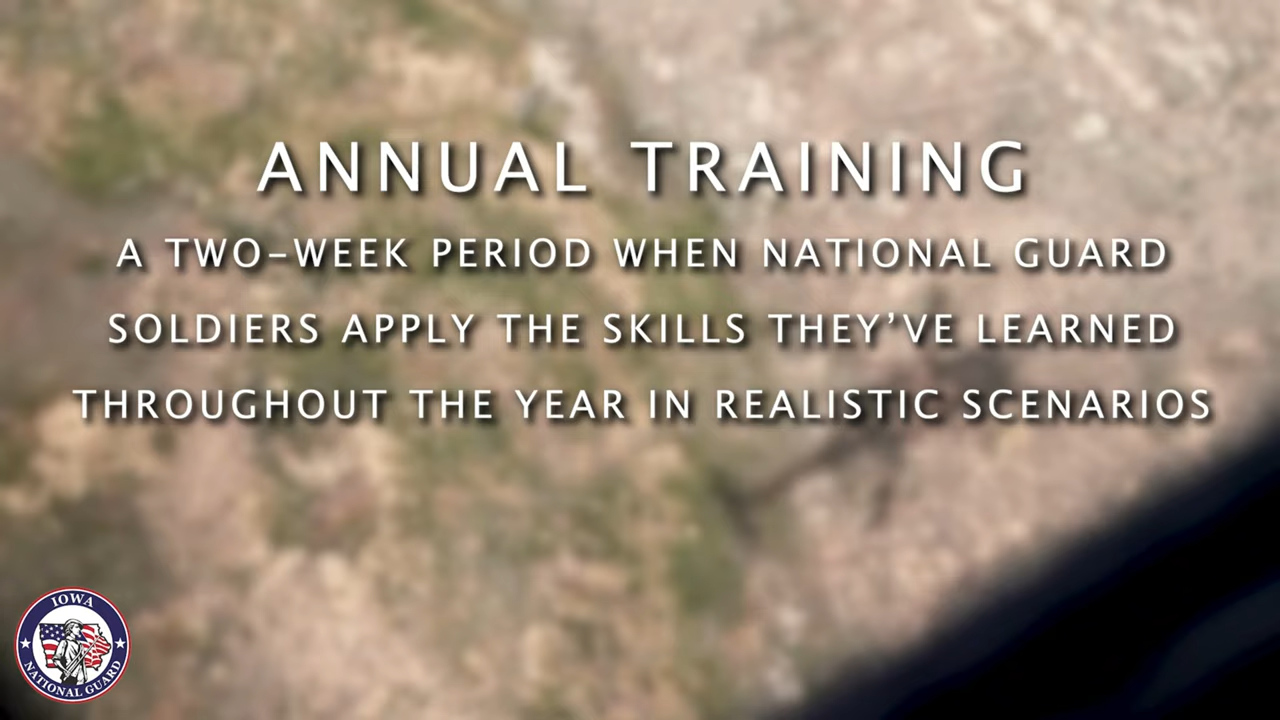 ANNUAL TRAINING
A TWO-WEEK PERIOD WHEN NATIONAL GUARD
SOLDIERS APPLY THE SKILLS THEY'VE LEARNED
THROUGHOUT THE YEAR IN REALISTIC SCENARIOS
IOWA
NATIONAL GUARD